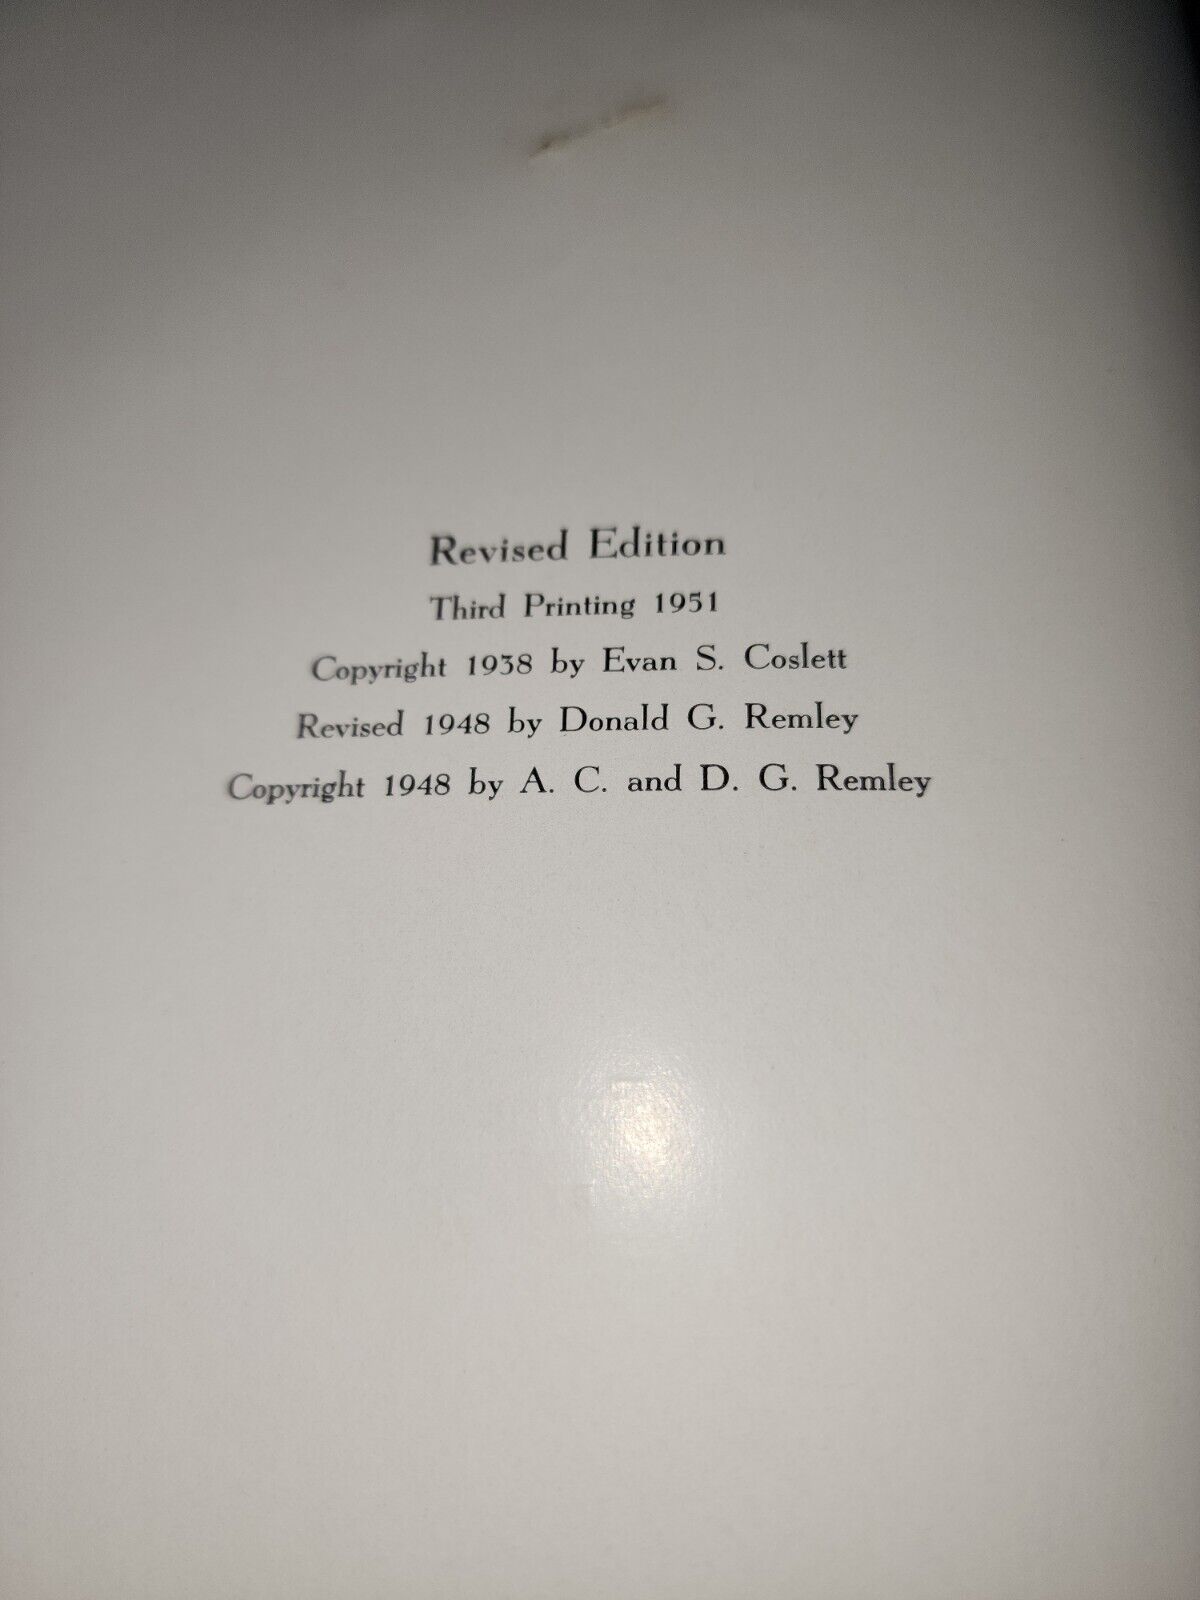 Revised Edition
Third Printing 1951
Copyright 1938 by Evan S. Coslett
Revised 1948 by Donald G. Remley
Copyright 1948 by A. C. and D. G. Remley